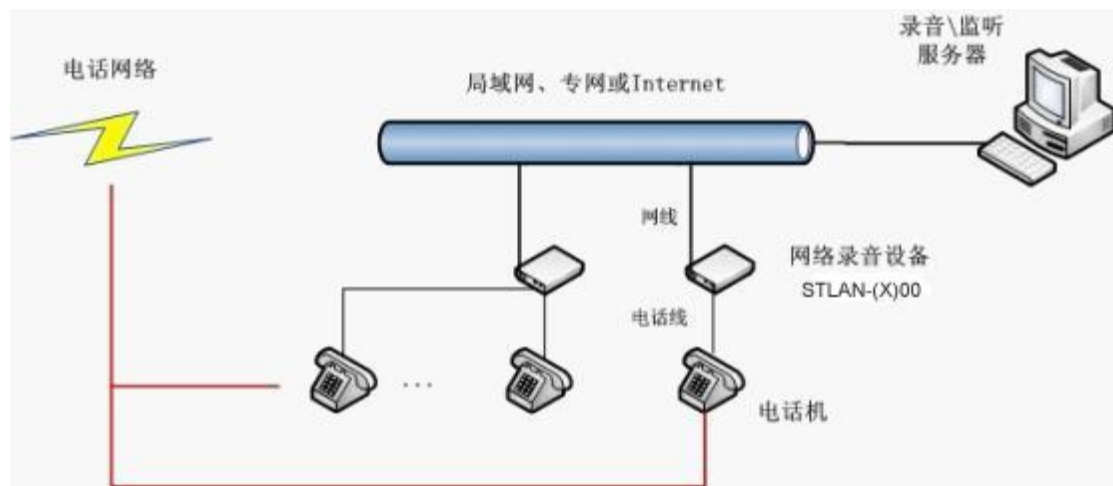 录音\监听
服务器
电话网络
局域网、专网或Internet
网线
网络录音设备
STLAN-(X)00
电话线
...
电话机